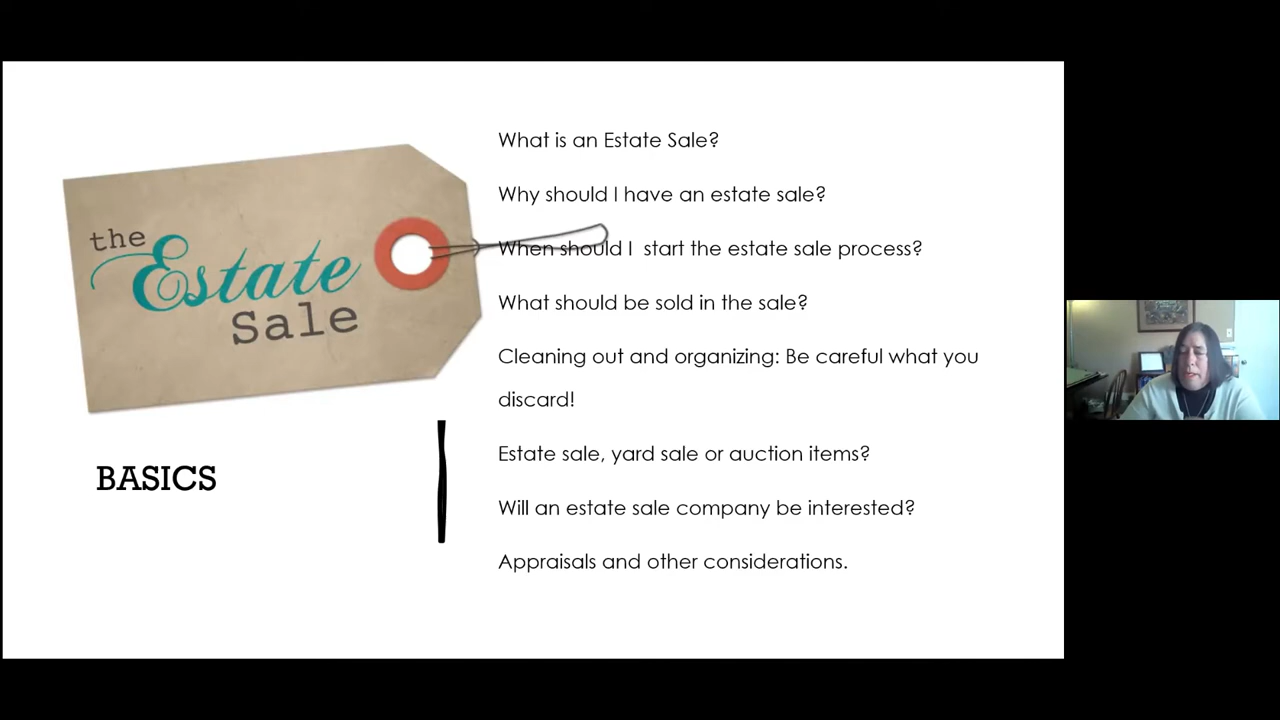 the
Estate
Sale
BASICS
What is an Estate Sale?
Why should I have an estate sale?
When should I  start the estate sale process?
What should be sold in the sale?
Cleaning out and organizing: Be careful what you
discard!
Estate sale, yard sale or auction items?
Will an estate sale company be interested?
Appraisals and other considerations.